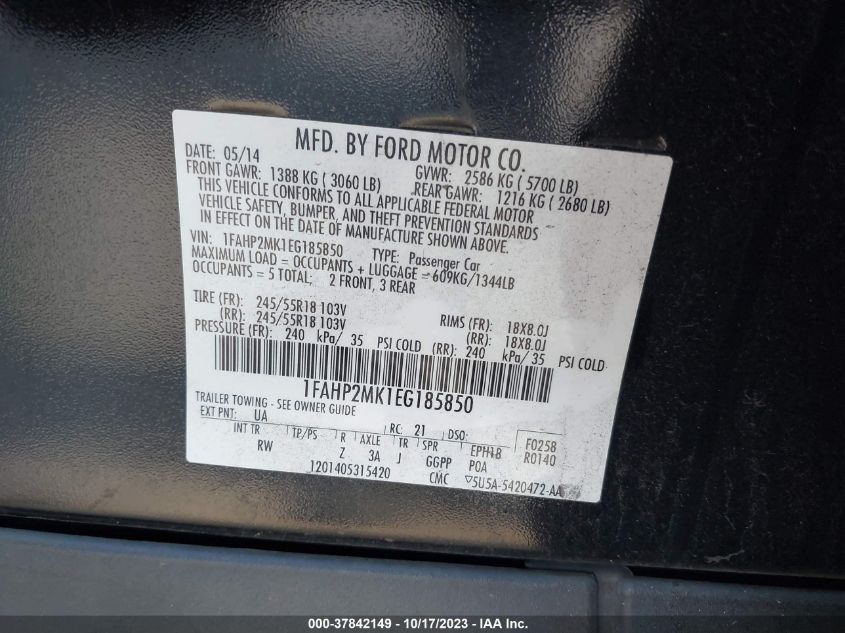 MFD. BY FORD MOTOR CO.
DATE: 05/14 GVWR: 2586 KG ( 5700 LB)
FRONT GAWR: 1388 KG ( 3060 LB) REAR GAWR: 1216 KG ( 2680 LB)
THIS VEHICLE CONFORMS TO ALL APPLICABLE FEDERAL MOTOR
VEHICLE SAFETY, BUMPER, AND THEFT PREVENTION STANDARDS
IN EFFECT ON THE DATE OF MANUFACTURE SHOWN ABOVE.
VIN: 1FAHP2MK1EG185850 TYPE: Passenger Car
MAXIMUM LOAD = OCCUPANTS + LUGGAGE = 609KG/1344LB
OCCUPANTS = 5 TOTAL: 2 FRONT, 3 REAR
TIRE (FR): 245/55R18 103V RIMS (FR): 18X8.0J
(RR): 245/55R18 103V (RR): 18X8.0J
PRESSURE (FR): 240 kPa/ 35 PSI COLD (RR): 240 kPa/ 35 PSI COLD
1FAHP2MK1EG185850
TRAILER TOWING - SEE OWNER GUIDE
EXT PNT: UA RC: 21 DSO: F0258
INT TR TP/PS R AXLE TR SPR EPH1B R0140
RW Z 3A J GGPP P0A
1201405315420 CMC ▽5U5A-5420472-AA
000-37842149 - 10/17/2023 - IAA Inc.